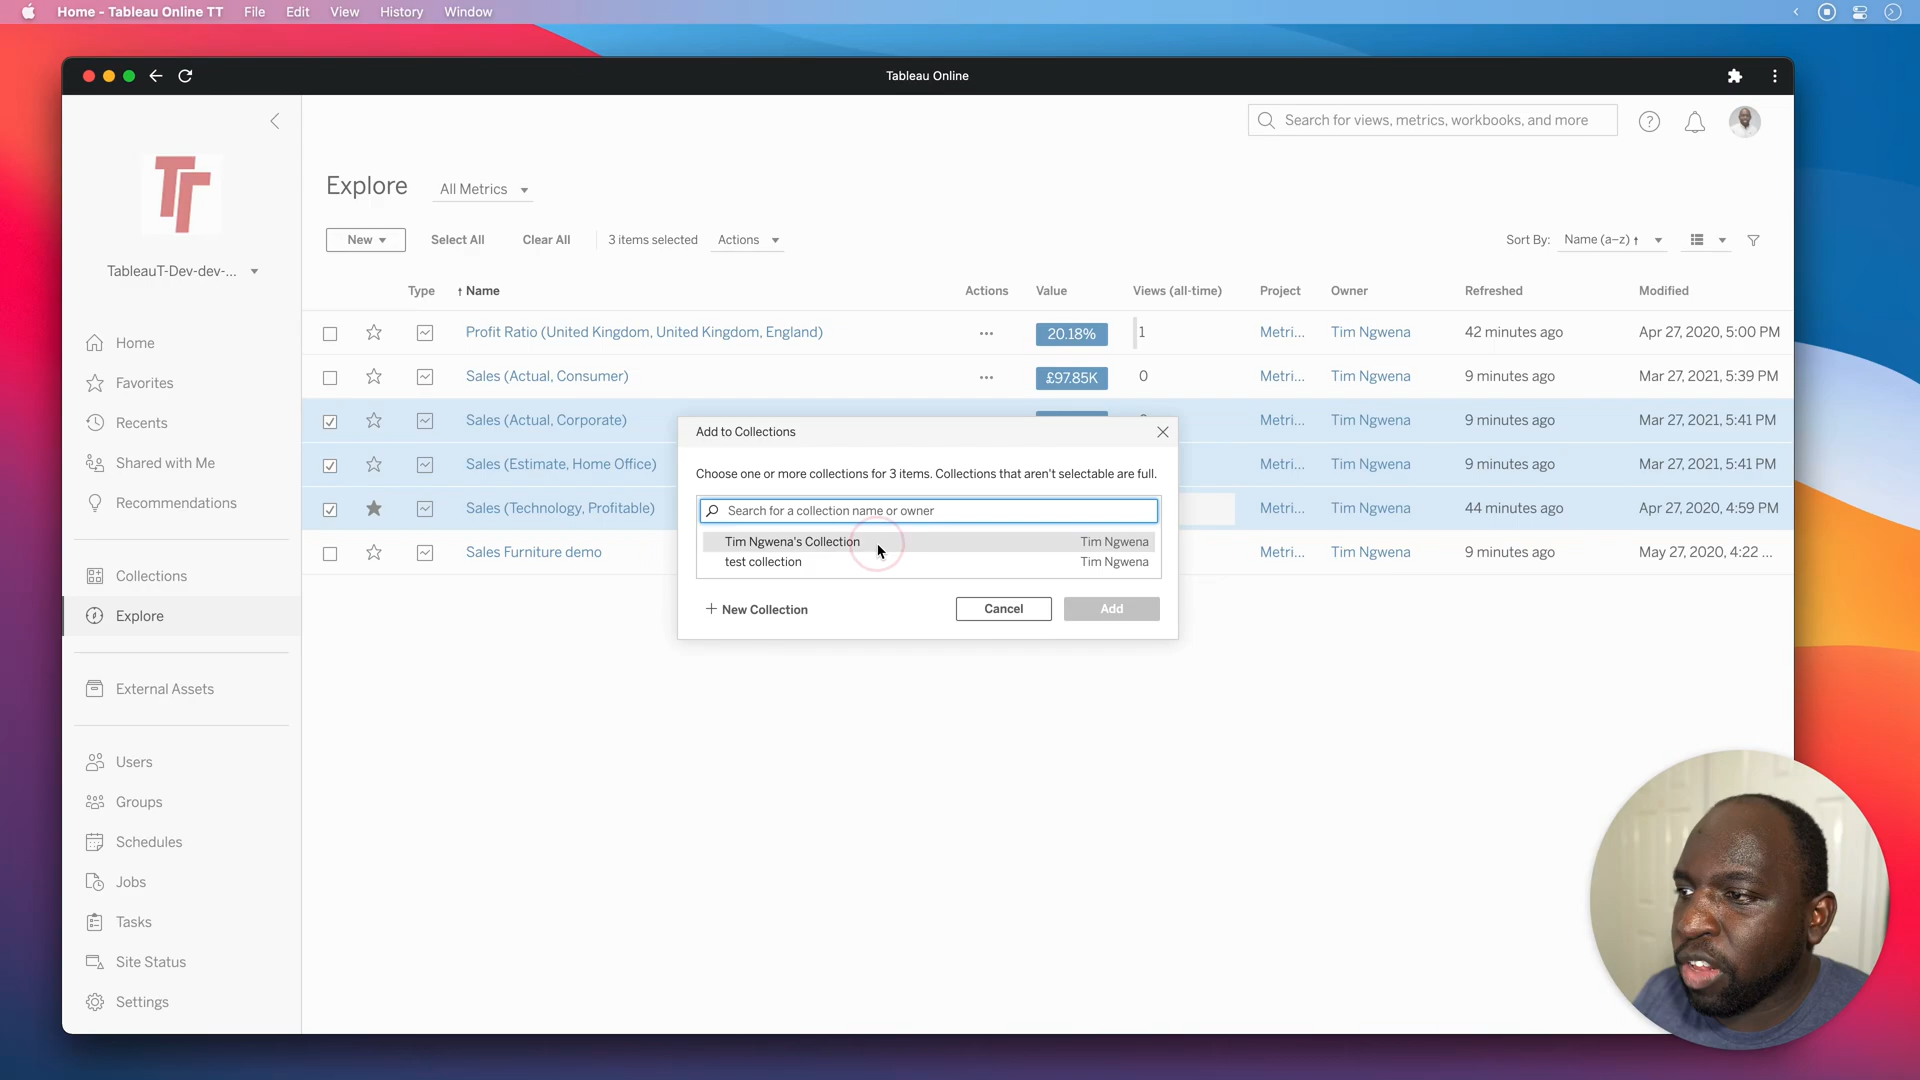 Home - Tableau Online TT File Edit View History Window
Tableau Online
Search for views, metrics, workbooks, and more
TT
Explore All Metrics
TableauT-Dev-dev-...
New Select All Clear All 3 items selected Actions Sort By: Name (a–z) ↑
Type ↑ Name Actions Value Views (all-time) Project Owner Refreshed Modified
Profit Ratio (United Kingdom, United Kingdom, England) ··· 20.18% 1 Metri... Tim Ngwena 42 minutes ago Apr 27, 2020, 5:00 PM
Sales (Actual, Consumer) ··· £97.85K 0 Metri... Tim Ngwena 9 minutes ago Mar 27, 2021, 5:39 PM
Sales (Actual, Corporate) Metri... Tim Ngwena 9 minutes ago Mar 27, 2021, 5:41 PM
Sales (Estimate, Home Office) Metri... Tim Ngwena 9 minutes ago Mar 27, 2021, 5:41 PM
Sales (Technology, Profitable) Metri... Tim Ngwena 44 minutes ago Apr 27, 2020, 4:59 PM
Sales Furniture demo Metri... Tim Ngwena 9 minutes ago May 27, 2020, 4:22 ...
Home
Favorites
Recents
Shared with Me
Recommendations
Collections
Explore
External Assets
Users
Groups
Schedules
Jobs
Tasks
Site Status
Settings
Add to Collections
Choose one or more collections for 3 items. Collections that aren't selectable are full.
Search for a collection name or owner
Tim Ngwena's Collection Tim Ngwena
test collection Tim Ngwena
+ New Collection Cancel Add